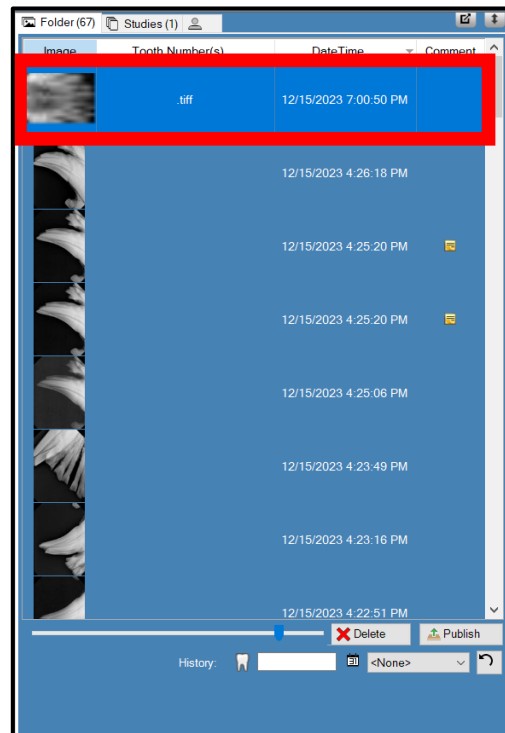 Folder (67) Studies (1)
Image Tooth Number(s) DateTime Comment
.tiff 12/15/2023 7:00:50 PM
12/15/2023 4:26:18 PM
12/15/2023 4:25:20 PM
12/15/2023 4:25:20 PM
12/15/2023 4:25:06 PM
12/15/2023 4:23:49 PM
12/15/2023 4:23:16 PM
12/15/2023 4:22:51 PM
Delete Publish
History: <None>